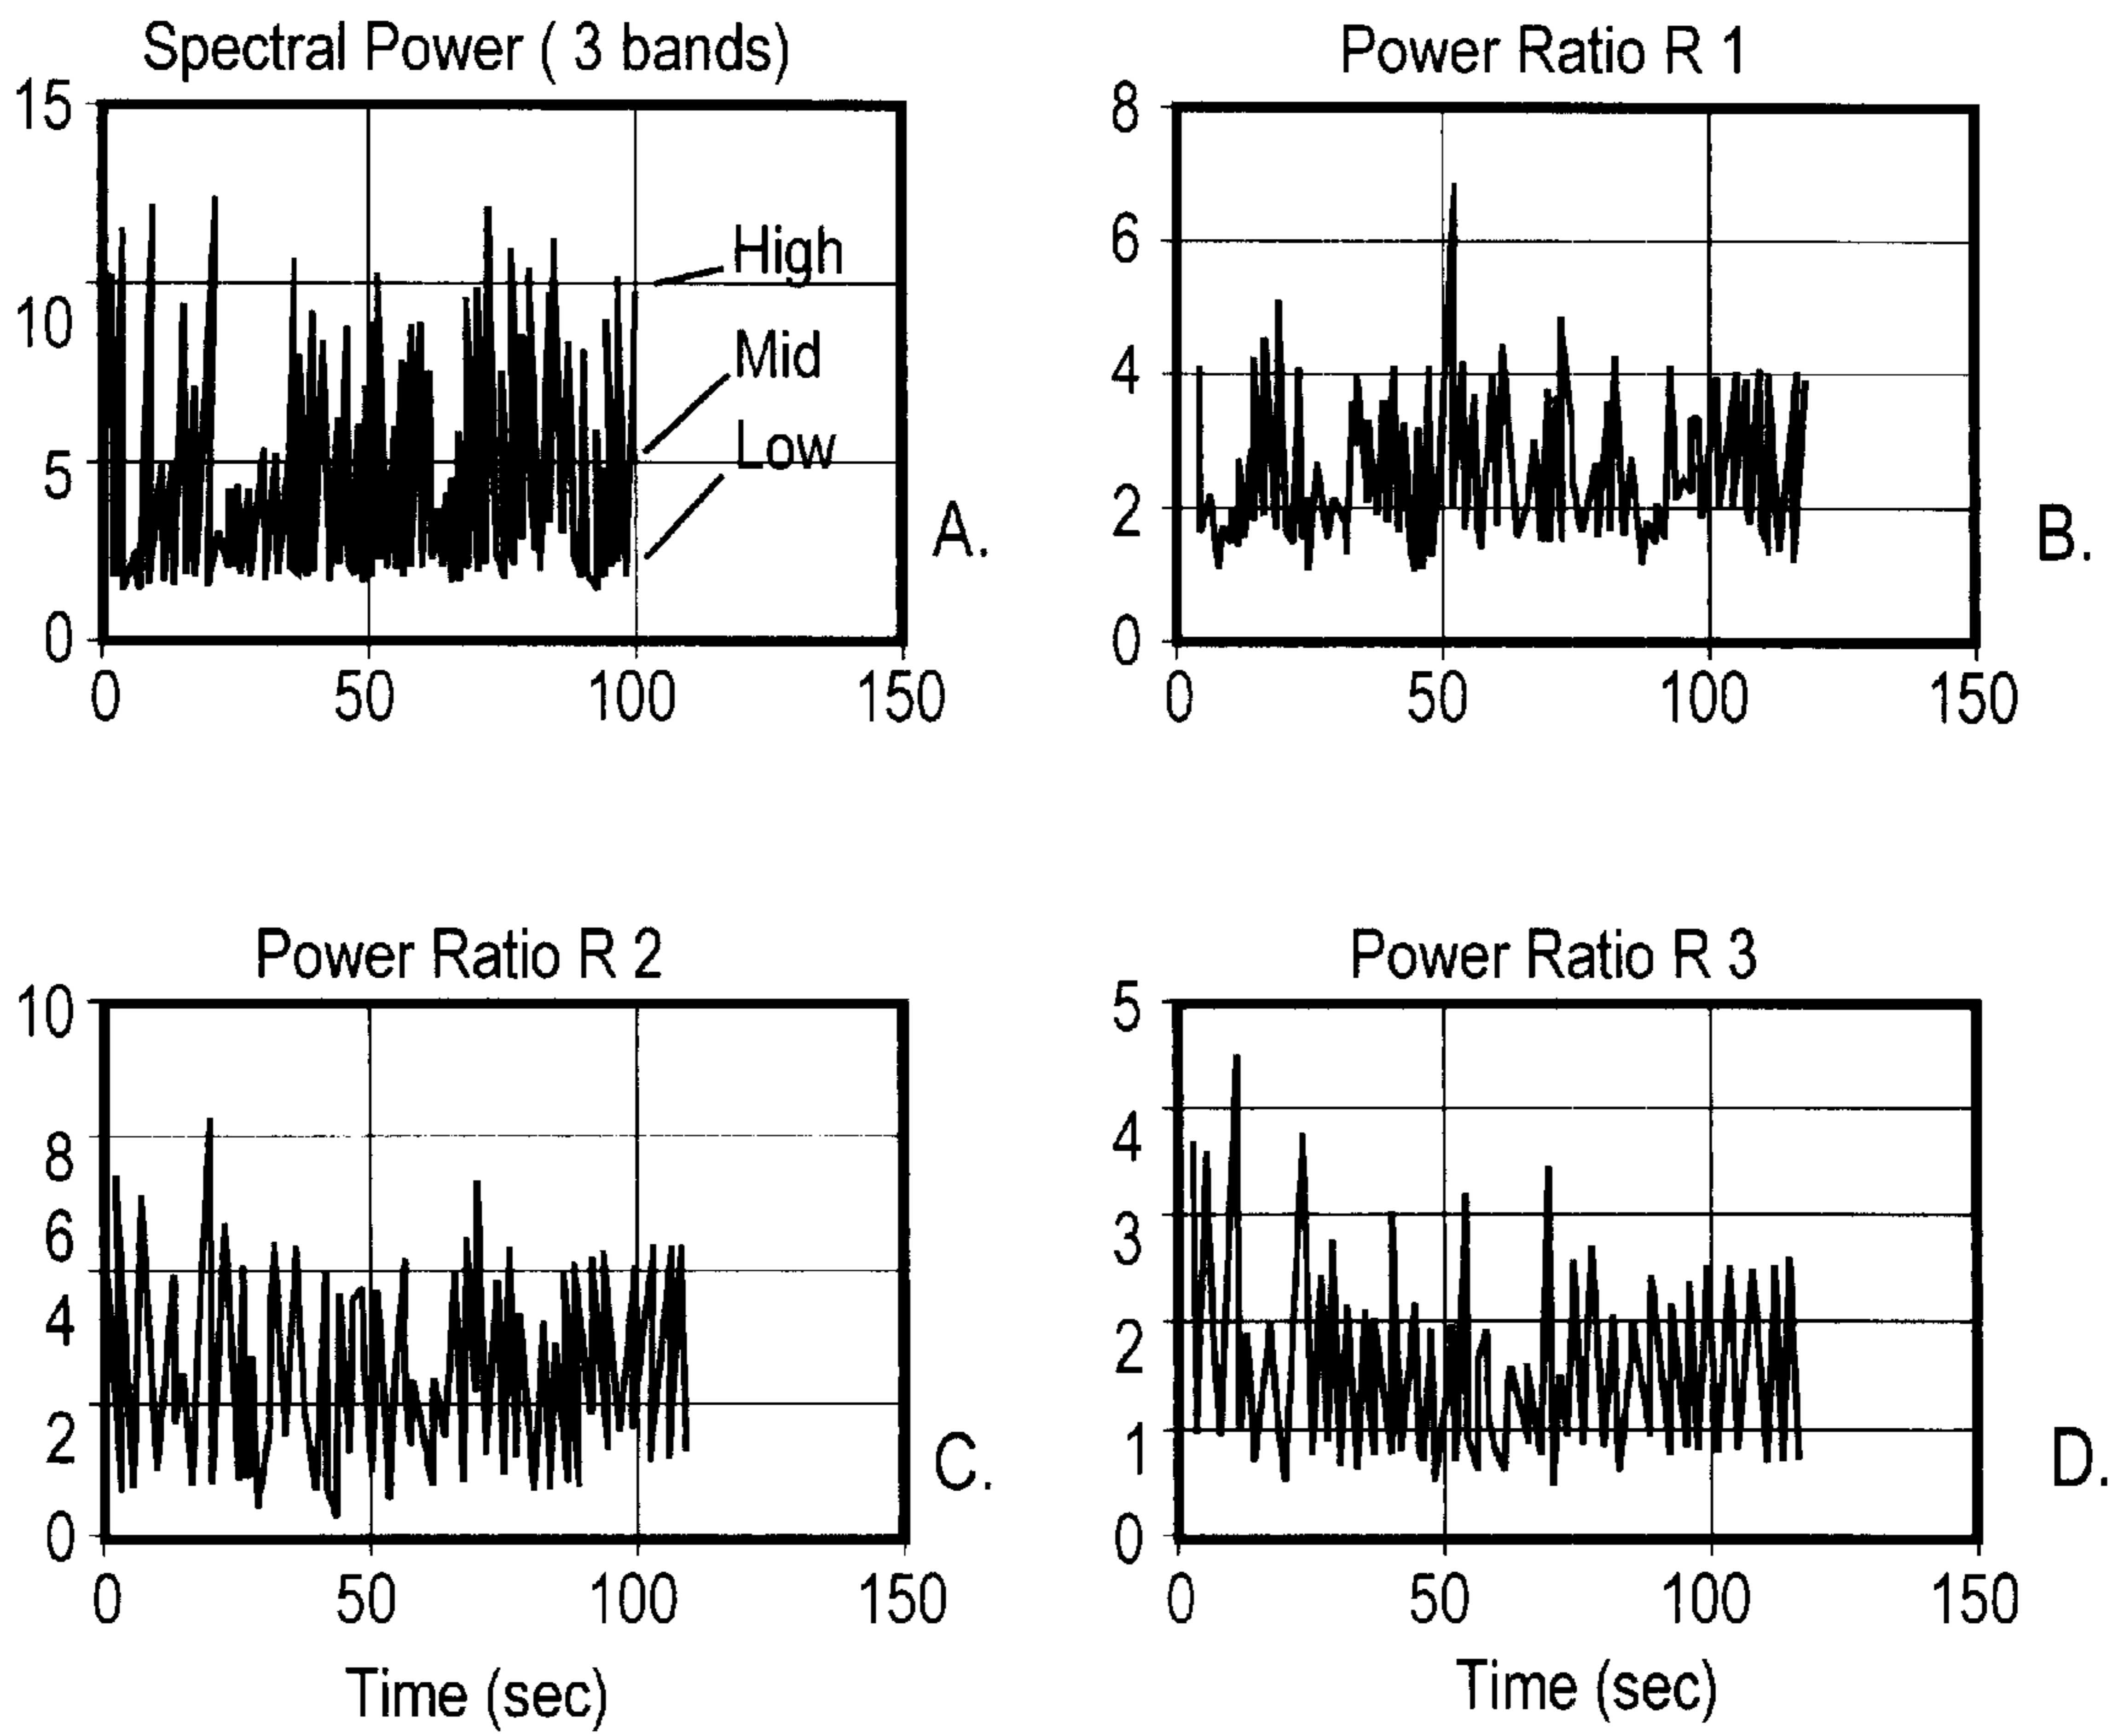 Spectral Power ( 3 bands)
15
10
5
0
High
Mid
Low
0 50 100 150
A.
Power Ratio R 1
8
6
4
2
0
0 50 100 150
B.
Power Ratio R 2
10
8
6
4
2
0
0 50 100 150
Time (sec)
C.
Power Ratio R 3
5
4
3
2
1
0
0 50 100 150
Time (sec)
D.